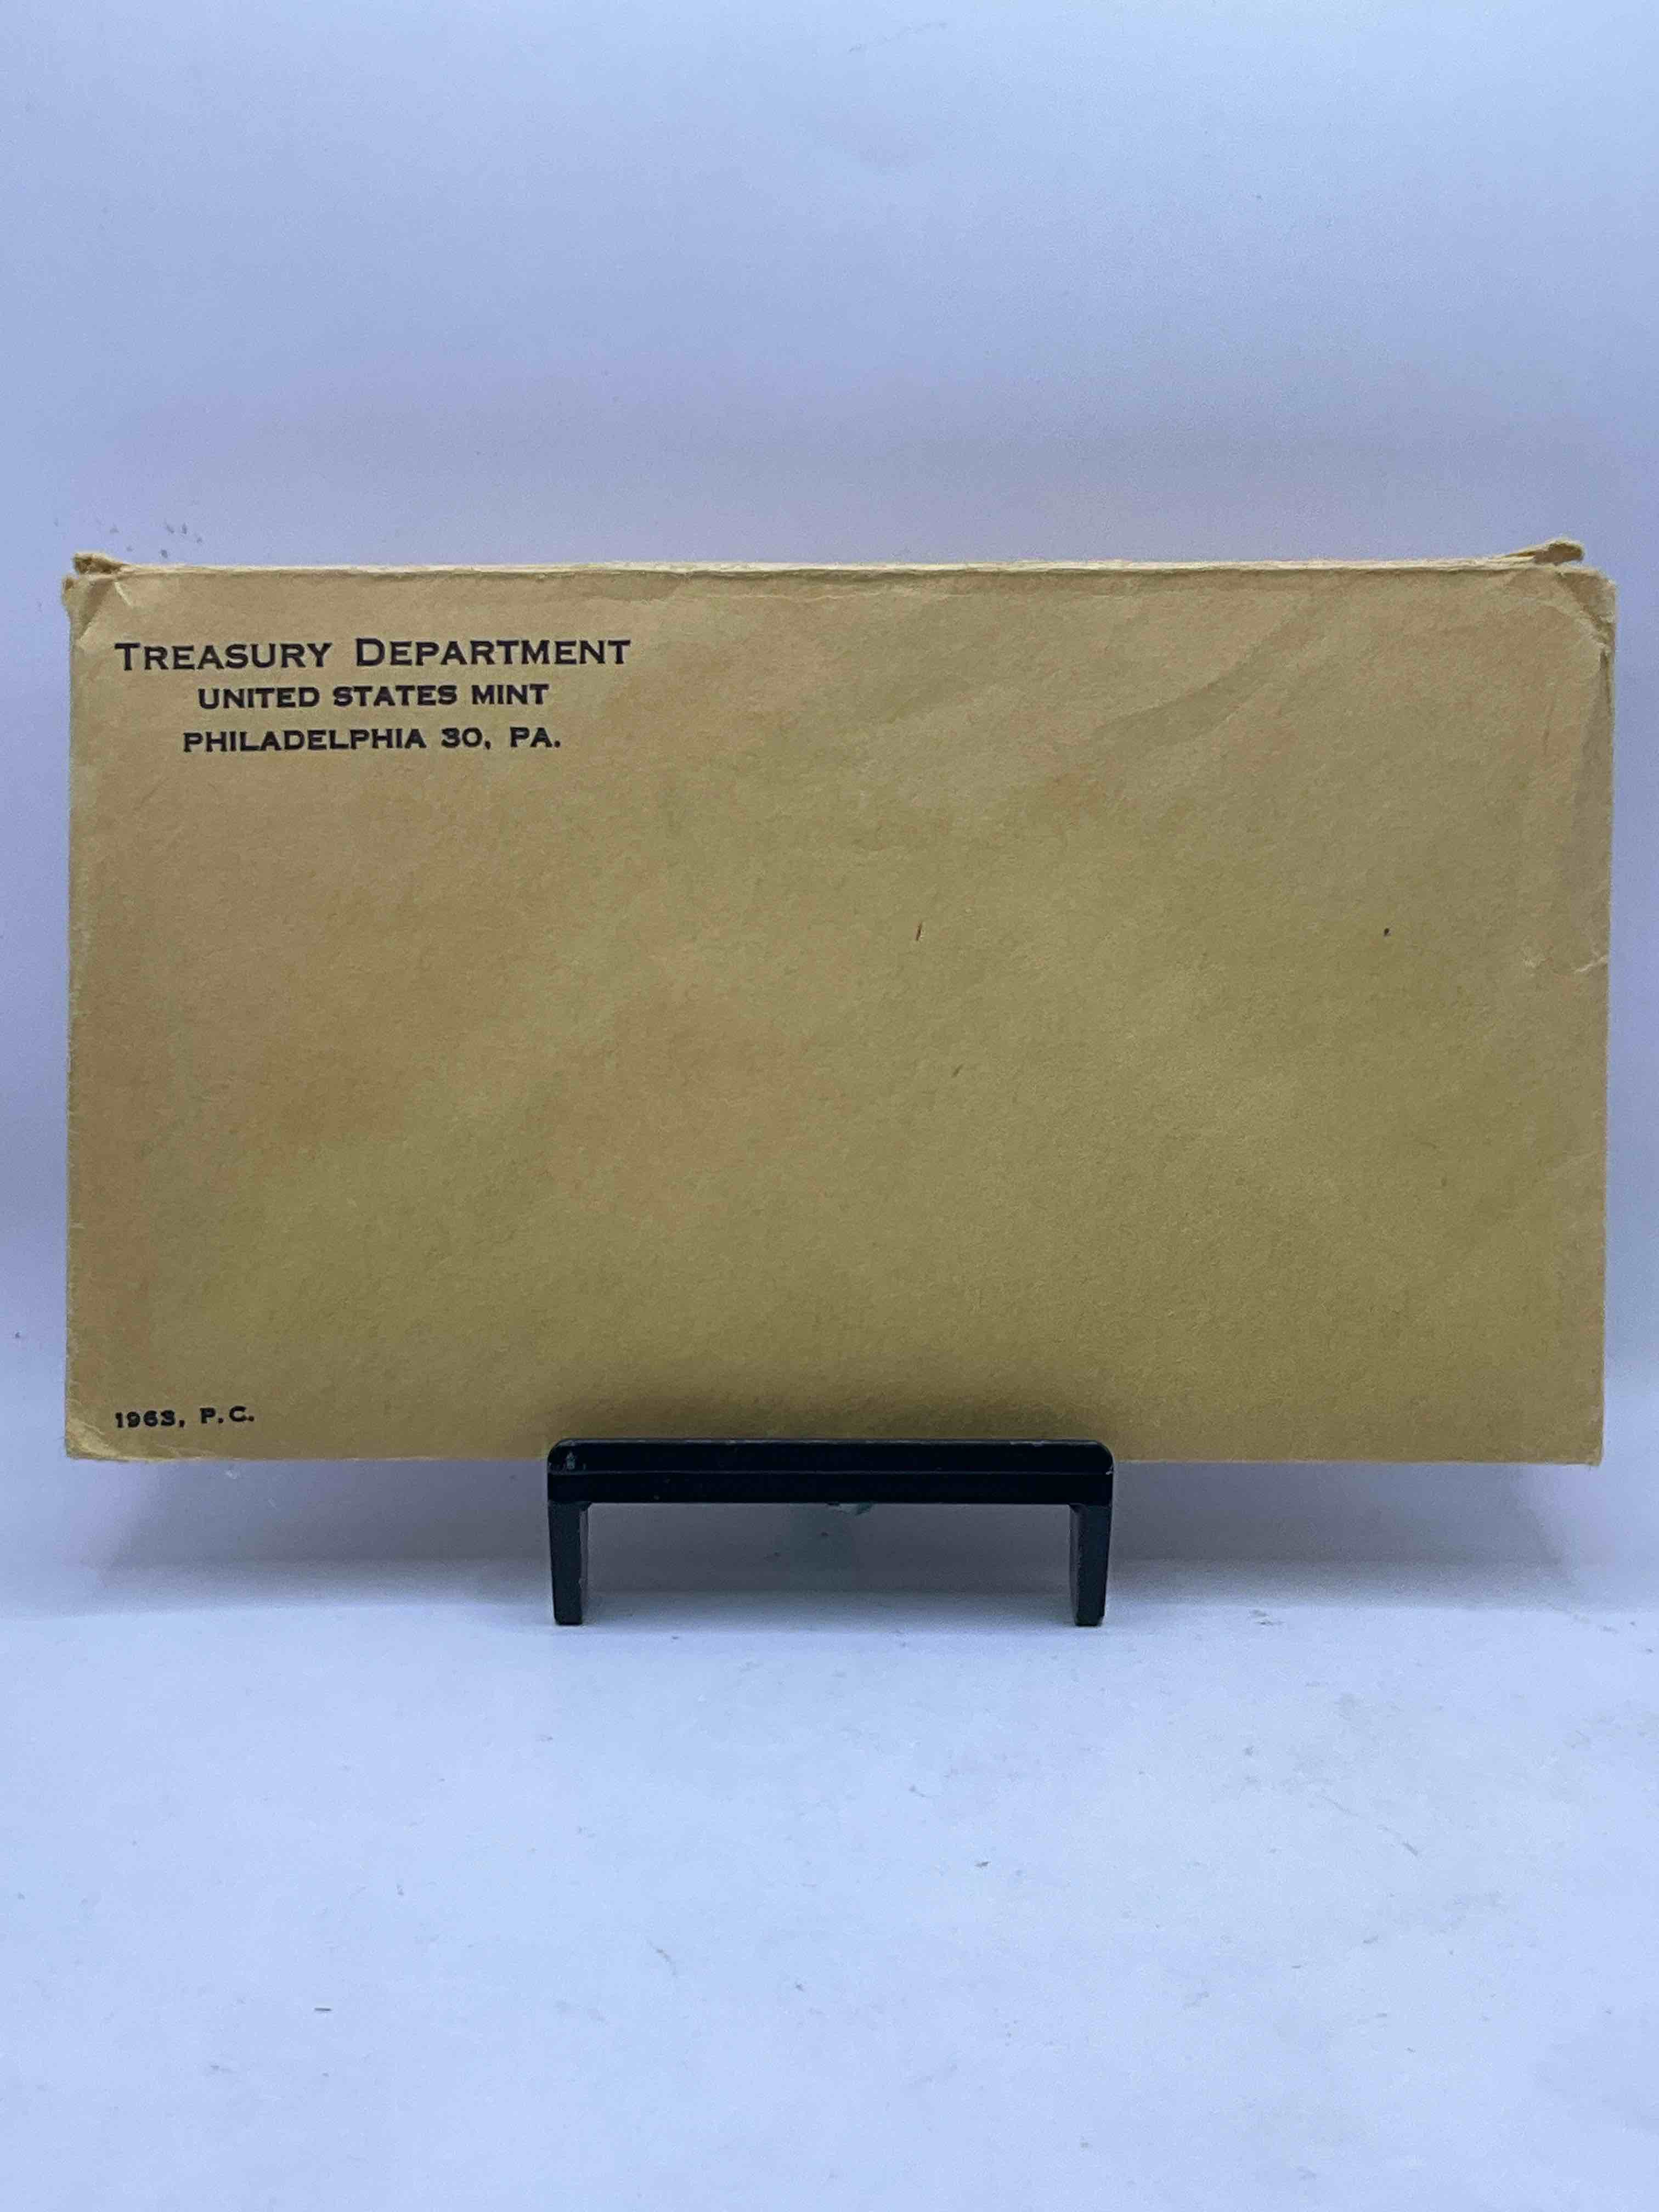 TREASURY DEPARTMENT
UNITED STATES MINT
PHILADELPHIA 30, PA.
1963, P.C.